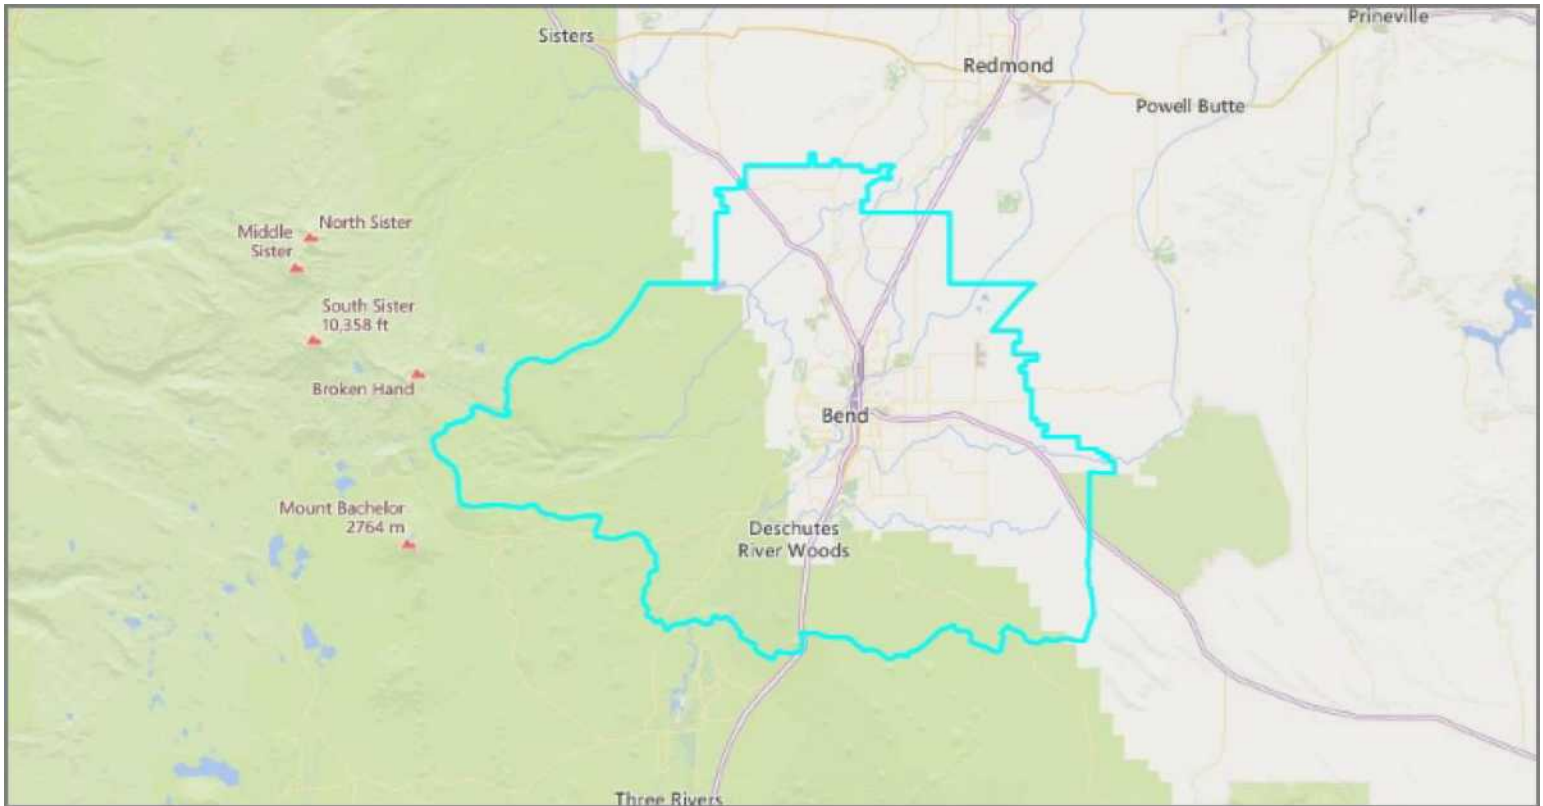 Prineville
Sisters
Redmond
Powell Butte
North Sister
Middle
Sister
South Sister
10,358 ft
Broken Hand
Bend
Mount Bachelor
2764 m
Deschutes
River Woods
Three Rivers